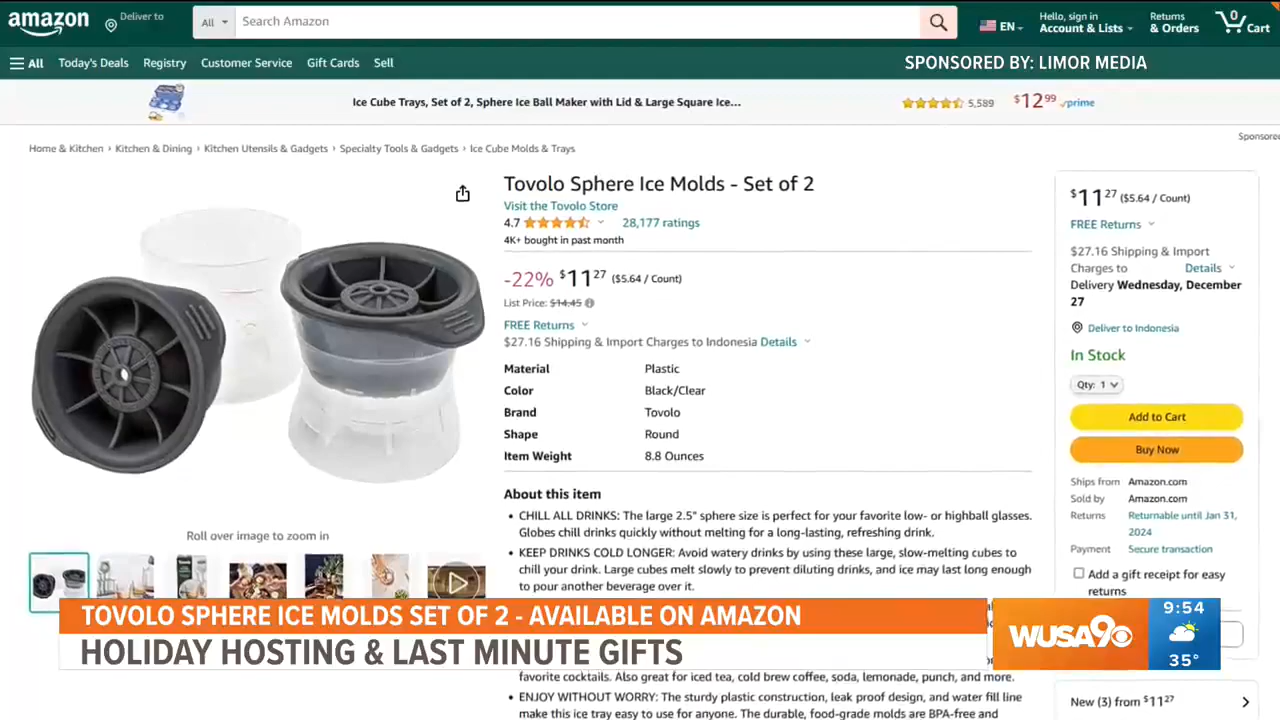 amazon
Deliver to
All
Search Amazon
EN
Hello, sign in
Account & Lists
Returns
& Orders
0
Cart
All
Today's Deals
Registry
Customer Service
Gift Cards
Sell
SPONSORED BY: LIMOR MEDIA
Ice Cube Trays, Set of 2, Sphere Ice Ball Maker with Lid & Large Square Ice...
5,589
$12 99
prime
Sponsored
Home & Kitchen › Kitchen & Dining › Kitchen Utensils & Gadgets › Specialty Tools & Gadgets › Ice Cube Molds & Trays
Tovolo Sphere Ice Molds - Set of 2
Visit the Tovolo Store
4.7
28,177 ratings
4K+ bought in past month
-22% $11 27 ($5.64 / Count)
List Price: $14.45
FREE Returns
$27.16 Shipping & Import Charges to Indonesia Details
Material Plastic
Color Black/Clear
Brand Tovolo
Shape Round
Item Weight 8.8 Ounces
About this item
• CHILL ALL DRINKS: The large 2.5" sphere size is perfect for your favorite low- or highball glasses.
Globes chill drinks quickly without melting for a long-lasting, refreshing drink.
• KEEP DRINKS COLD LONGER: Avoid watery drinks by using these large, slow-melting cubes to
chill your drink. Large cubes melt slowly to prevent diluting drinks, and ice may last long enough
to pour another beverage over it.
favorite cocktails. Also great for iced tea, cold brew coffee, soda, lemonade, punch, and more.
• ENJOY WITHOUT WORRY: The sturdy plastic construction, leak proof design, and water fill line
make this ice tray easy to use for anyone. The durable, food-grade molds are BPA-free and
Roll over image to zoom in
$11 27 ($5.64 / Count)
FREE Returns
$27.16 Shipping & Import
Charges to Details
Delivery Wednesday, December
27
Deliver to Indonesia
In Stock
Qty: 1
Add to Cart
Buy Now
Ships from Amazon.com
Sold by Amazon.com
Returns Returnable until Jan 31,
2024
Payment Secure transaction
Add a gift receipt for easy
returns
New (3) from $11 27
TOVOLO SPHERE ICE MOLDS SET OF 2 - AVAILABLE ON AMAZON
HOLIDAY HOSTING & LAST MINUTE GIFTS
WUSA9
9:54
35°